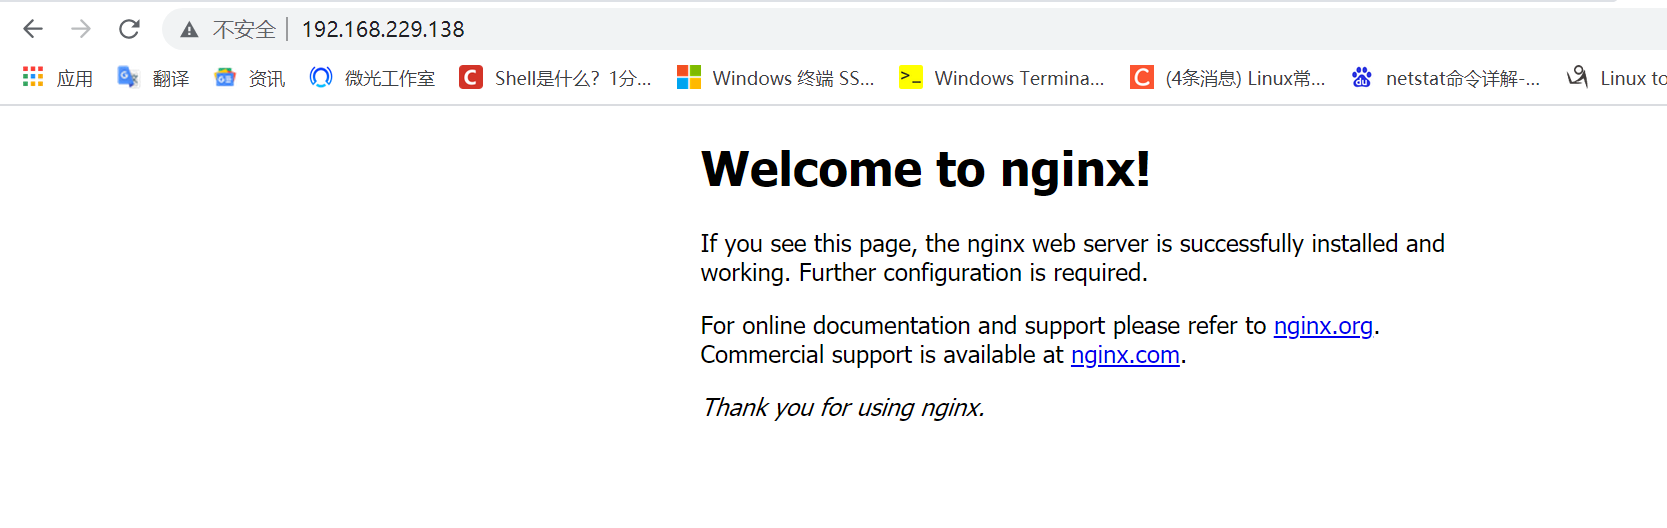 不安全 192.168.229.138
应用 翻译 资讯 微光工作室 Shell是什么？1分... Windows 终端 SS... Windows Termina... (4条消息) Linux常... netstat命令详解-... Linux to
Welcome to nginx!
If you see this page, the nginx web server is successfully installed and
working. Further configuration is required.
For online documentation and support please refer to nginx.org.
Commercial support is available at nginx.com.
Thank you for using nginx.